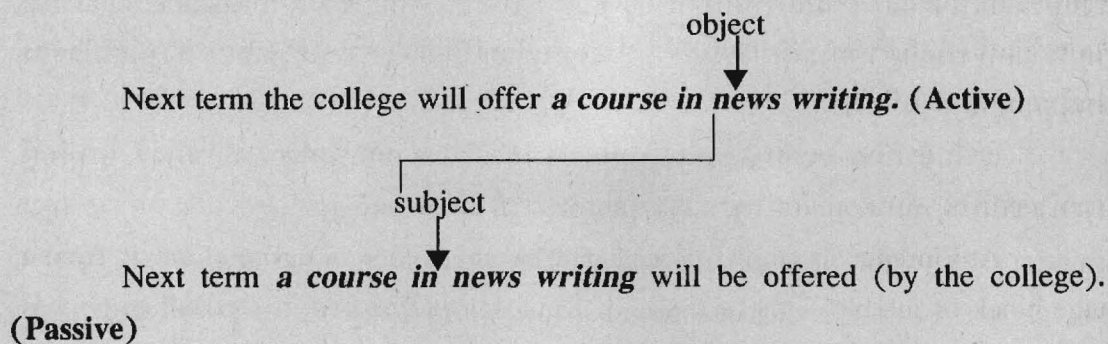 object
Next term the college will offer a course in news writing. (Active)
subject
Next term a course in news writing will be offered (by the college).
(Passive)